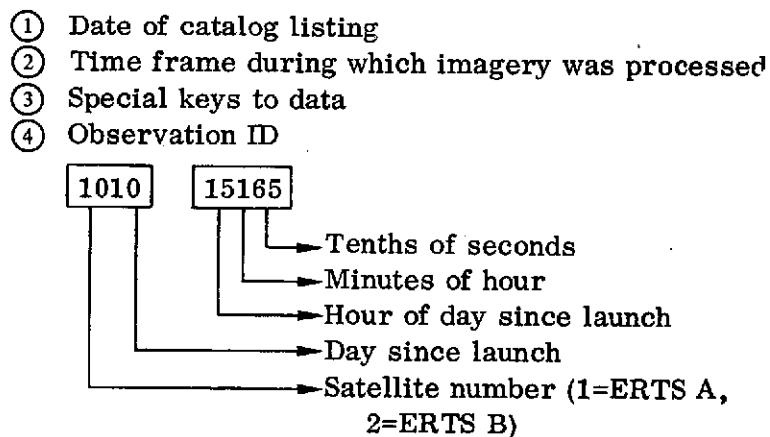 ① Date of catalog listing
② Time frame during which imagery was processed
③ Special keys to data
④ Observation ID
1010 15165
Tenths of seconds
Minutes of hour
Hour of day since launch
Day since launch
Satellite number (1=ERTS A,
2=ERTS B)